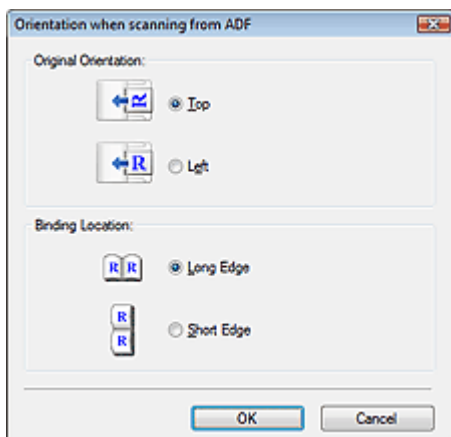 Orientation when scanning from ADF
Original Orientation:
R
Top
R
Left
Binding Location:
R R
Long Edge
R
R
Short Edge
OK
Cancel